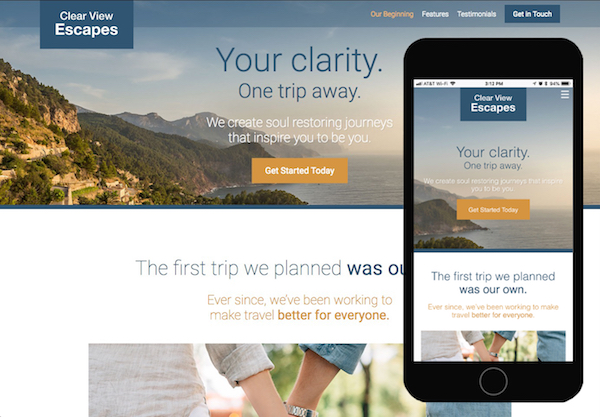 Clear View
Escapes
Our Beginning Features Testimonials Get in Touch
Your clarity.
One trip away.
We create soul restoring journeys
that inspire you to be you.
Get Started Today
The first trip we planned was ou
Ever since, we've been working to
make travel better for everyone.
AT&T Wi-Fi 3:13 PM 94%
Clear View
Escapes
Your clarity.
One trip away.
We create soul restoring journeys that inspire
you to be you.
Get Started Today
The first trip we planned
was our own.
Ever since, we've been working to make
travel better for everyone.